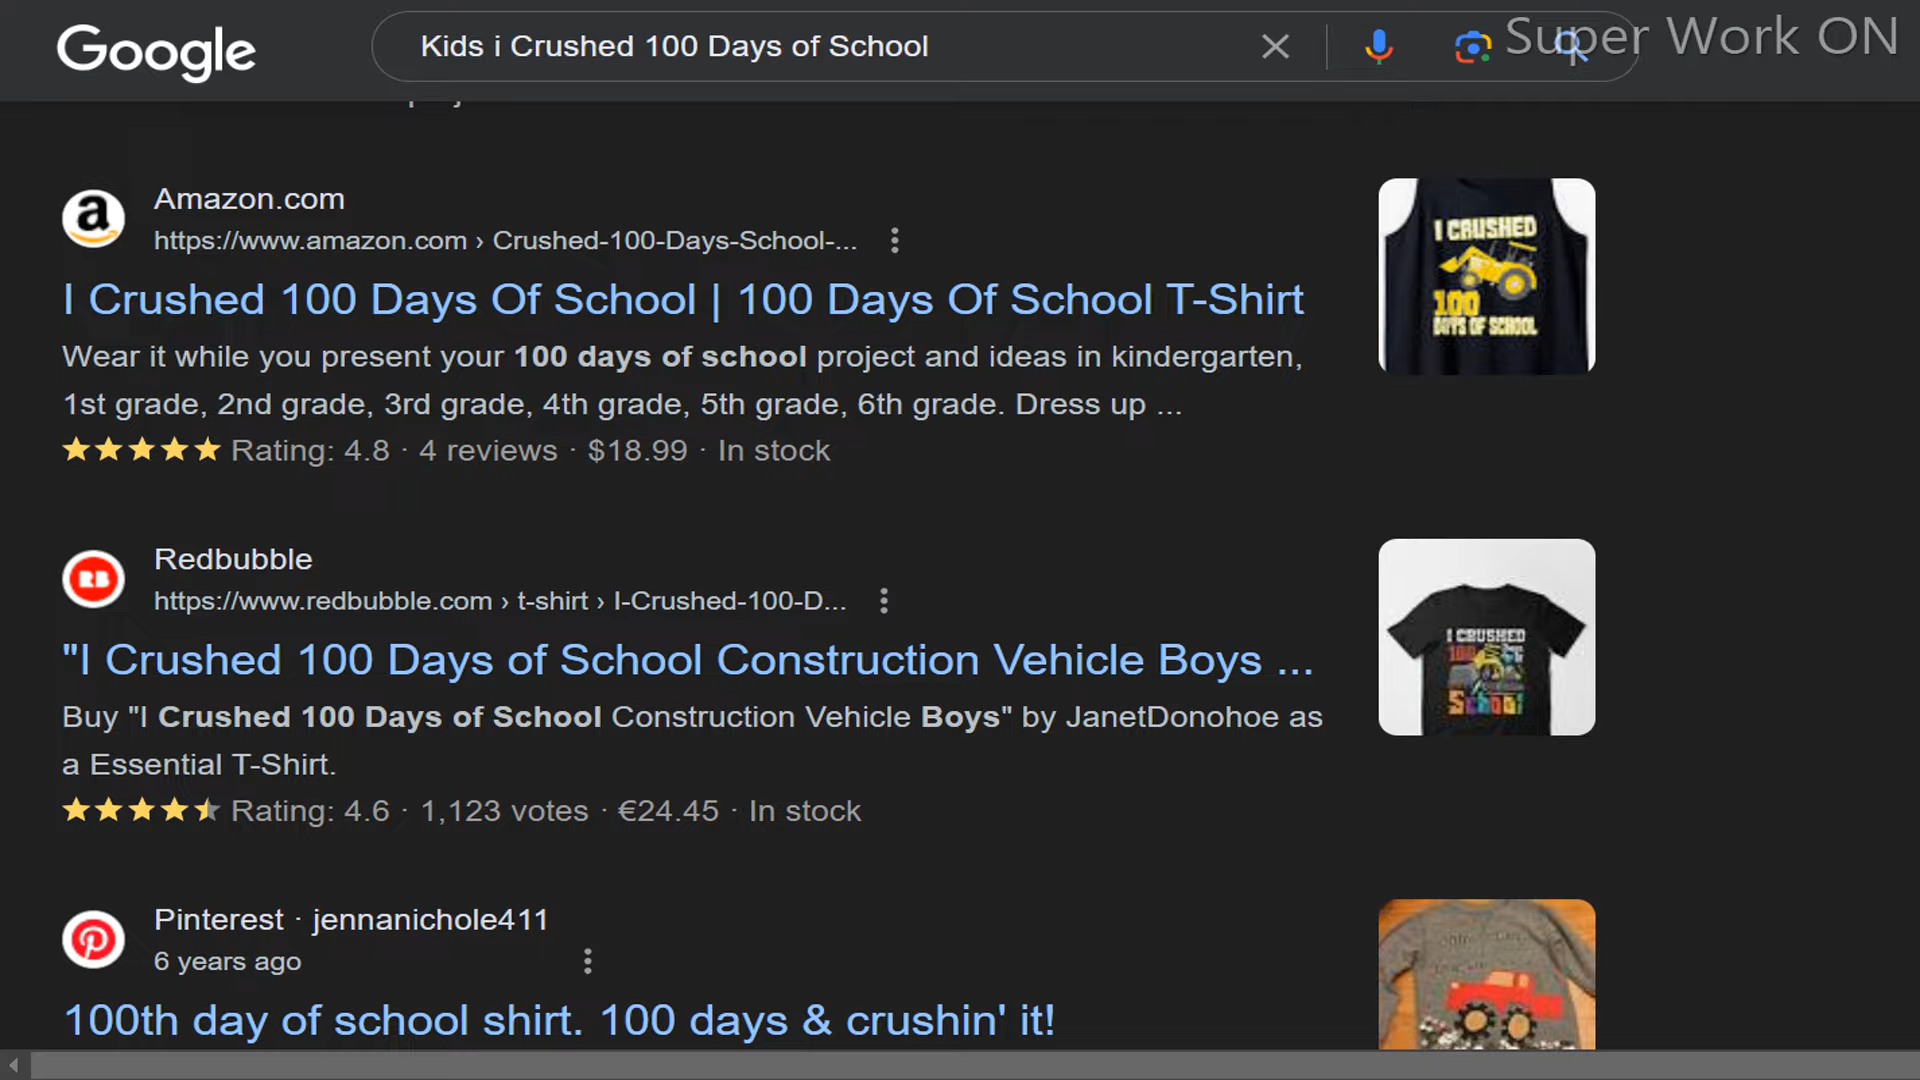 Google
Kids i Crushed 100 Days of School
Super Work ON
Amazon.com
https://www.amazon.com › Crushed-100-Days-School-...
I Crushed 100 Days Of School | 100 Days Of School T-Shirt
Wear it while you present your 100 days of school project and ideas in kindergarten,
1st grade, 2nd grade, 3rd grade, 4th grade, 5th grade, 6th grade. Dress up ...
Rating: 4.8 · 4 reviews · $18.99 · In stock
I CRUSHED
100
DAYS OF SCHOOL
Redbubble
https://www.redbubble.com › t-shirt › I-Crushed-100-D...
"I Crushed 100 Days of School Construction Vehicle Boys ...
Buy "I Crushed 100 Days of School Construction Vehicle Boys" by JanetDonohoe as
a Essential T-Shirt.
Rating: 4.6 · 1,123 votes · €24.45 · In stock
RB
I CRUSHED
100
School
Pinterest · jennanichole411
6 years ago
100th day of school shirt. 100 days & crushin' it!